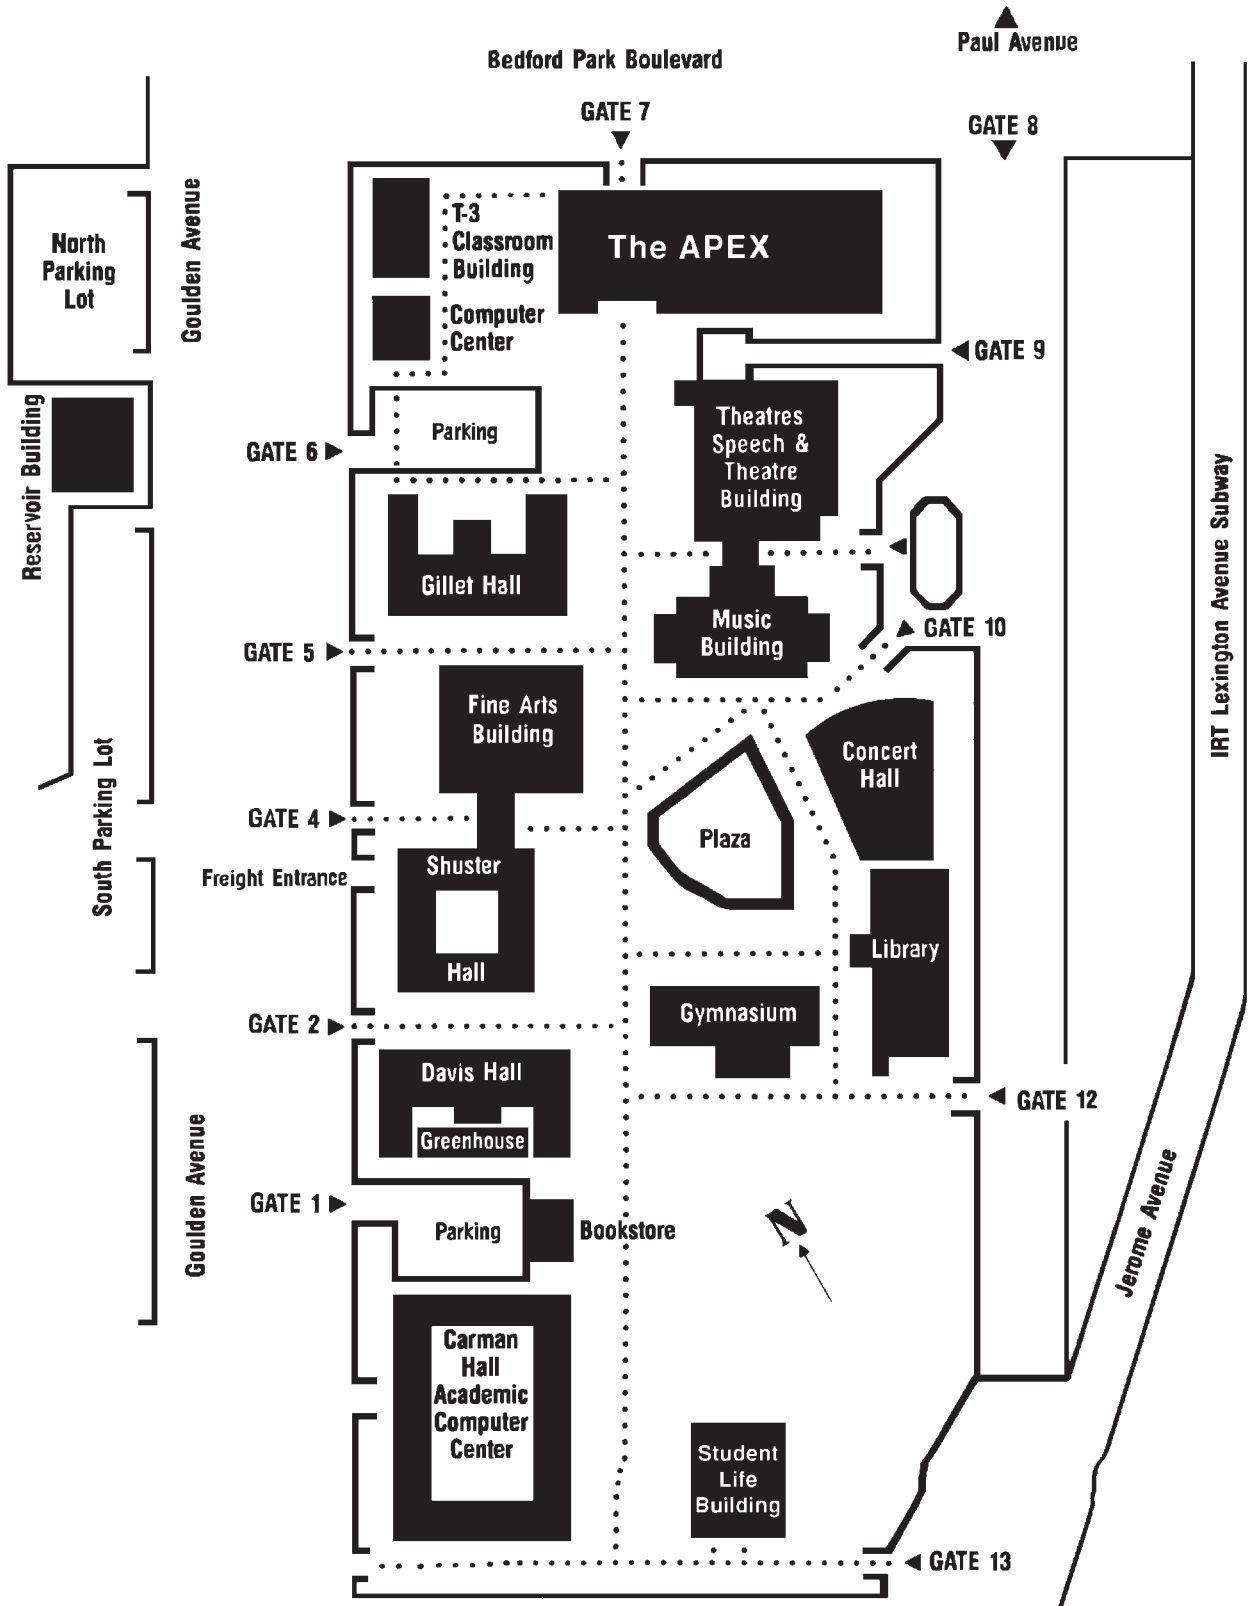 Paul Avenue
Bedford Park Boulevard
GATE 7
GATE 8
North
Parking
Lot
Goulden Avenue
T-3
Classroom
Building
The APEX
Computer
Center
GATE 9
Reservoir Building
GATE 6
Parking
Theatres
Speech &
Theatre
Building
IRT Lexington Avenue Subway
Gillet Hall
Music
Building
GATE 10
GATE 5
Fine Arts
Building
Concert
Hall
South Parking Lot
GATE 4
Plaza
Freight Entrance
Shuster
Hall
Library
GATE 2
Gymnasium
Davis Hall
Greenhouse
GATE 12
Goulden Avenue
GATE 1
Parking
Bookstore
N
Jerome Avenue
Carman
Hall
Academic
Computer
Center
Student
Life
Building
GATE 13